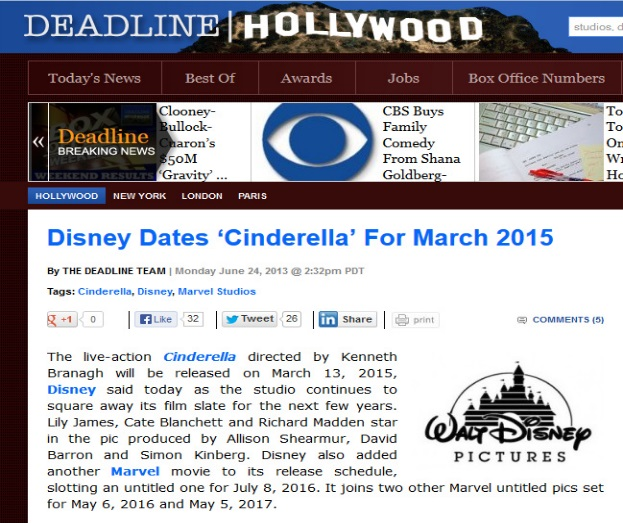 DEADLINE | HOLLYWOOD
studios, d
Today's News Best Of Awards Jobs Box Office Numbers
«
Deadline
BREAKING NEWS
WEEKEND RESULTS
Clooney-
Bullock-
Cuaron's
$50M
'Gravity' ...
CBS Buys
Family
Comedy
From Shana
Goldberg-
To
To
On
Wr
Ho
HOLLYWOOD NEW YORK LONDON PARIS
Disney Dates ‘Cinderella’ For March 2015
By THE DEADLINE TEAM | Monday June 24, 2013 @ 2:32pm PDT
Tags: Cinderella, Disney, Marvel Studios
g +1 0 Like 32 Tweet 26 in Share print COMMENTS (5)
The live-action Cinderella directed by Kenneth
Branagh will be released on March 13, 2015,
Disney said today as the studio continues to
square away its film slate for the next few years.
Lily James, Cate Blanchett and Richard Madden star
in the pic produced by Allison Shearmur, David
Barron and Simon Kinberg. Disney also added
another Marvel movie to its release schedule,
slotting an untitled one for July 8, 2016. It joins two other Marvel untitled pics set
for May 6, 2016 and May 5, 2017.
WALT DISNEY
PICTURES